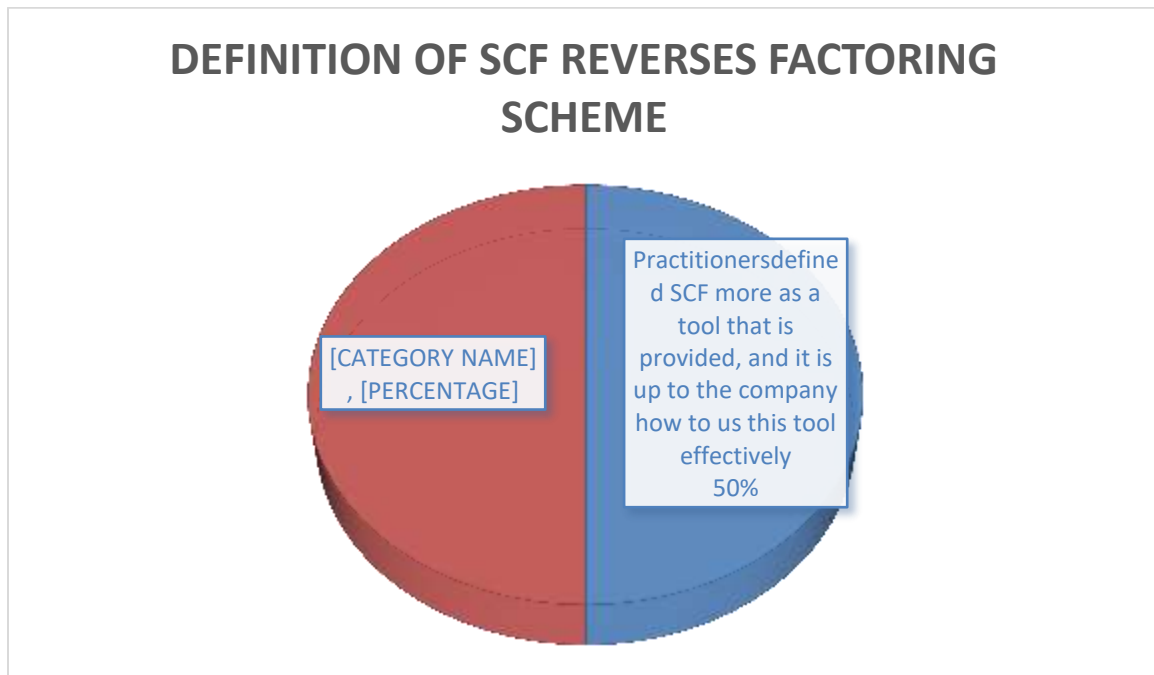 DEFINITION OF SCF REVERSES FACTORING
SCHEME
[CATEGORY NAME]
, [PERCENTAGE]
Practitionersdefine
d SCF more as a
tool that is
provided, and it is
up to the company
how to us this tool
effectively
50%